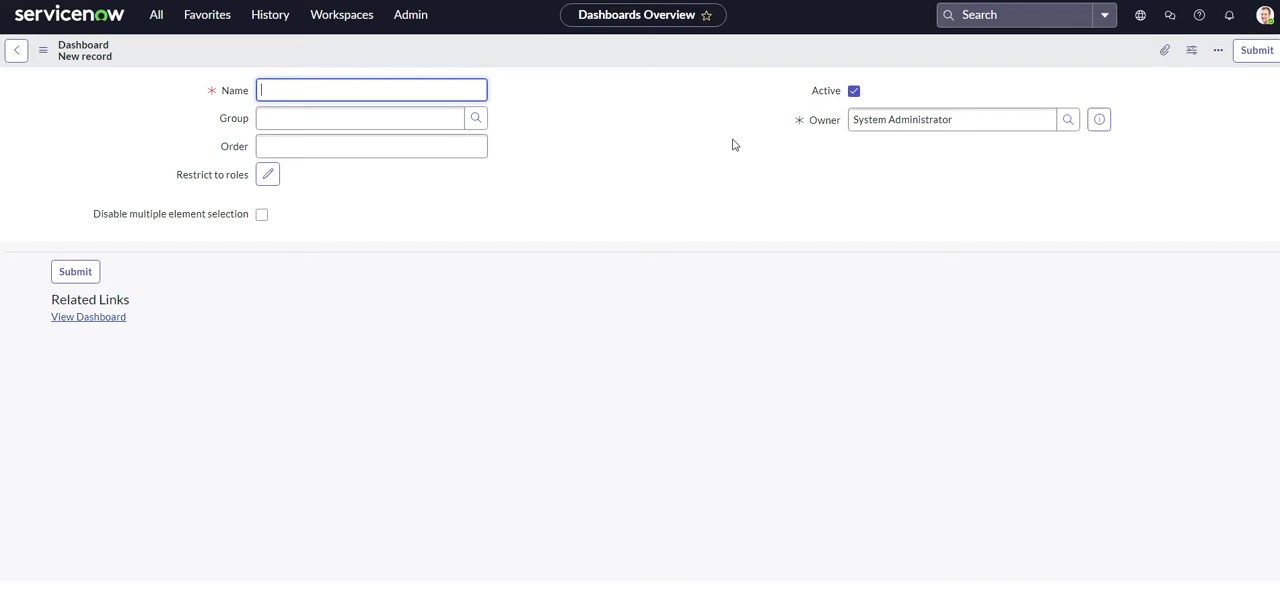 servicenow All Favorites History Workspaces Admin Dashboards Overview Search
Dashboard
New record
Submit
* Name
Active
Group
* Owner System Administrator
Order
Restrict to roles
Disable multiple element selection
Submit
Related Links
View Dashboard